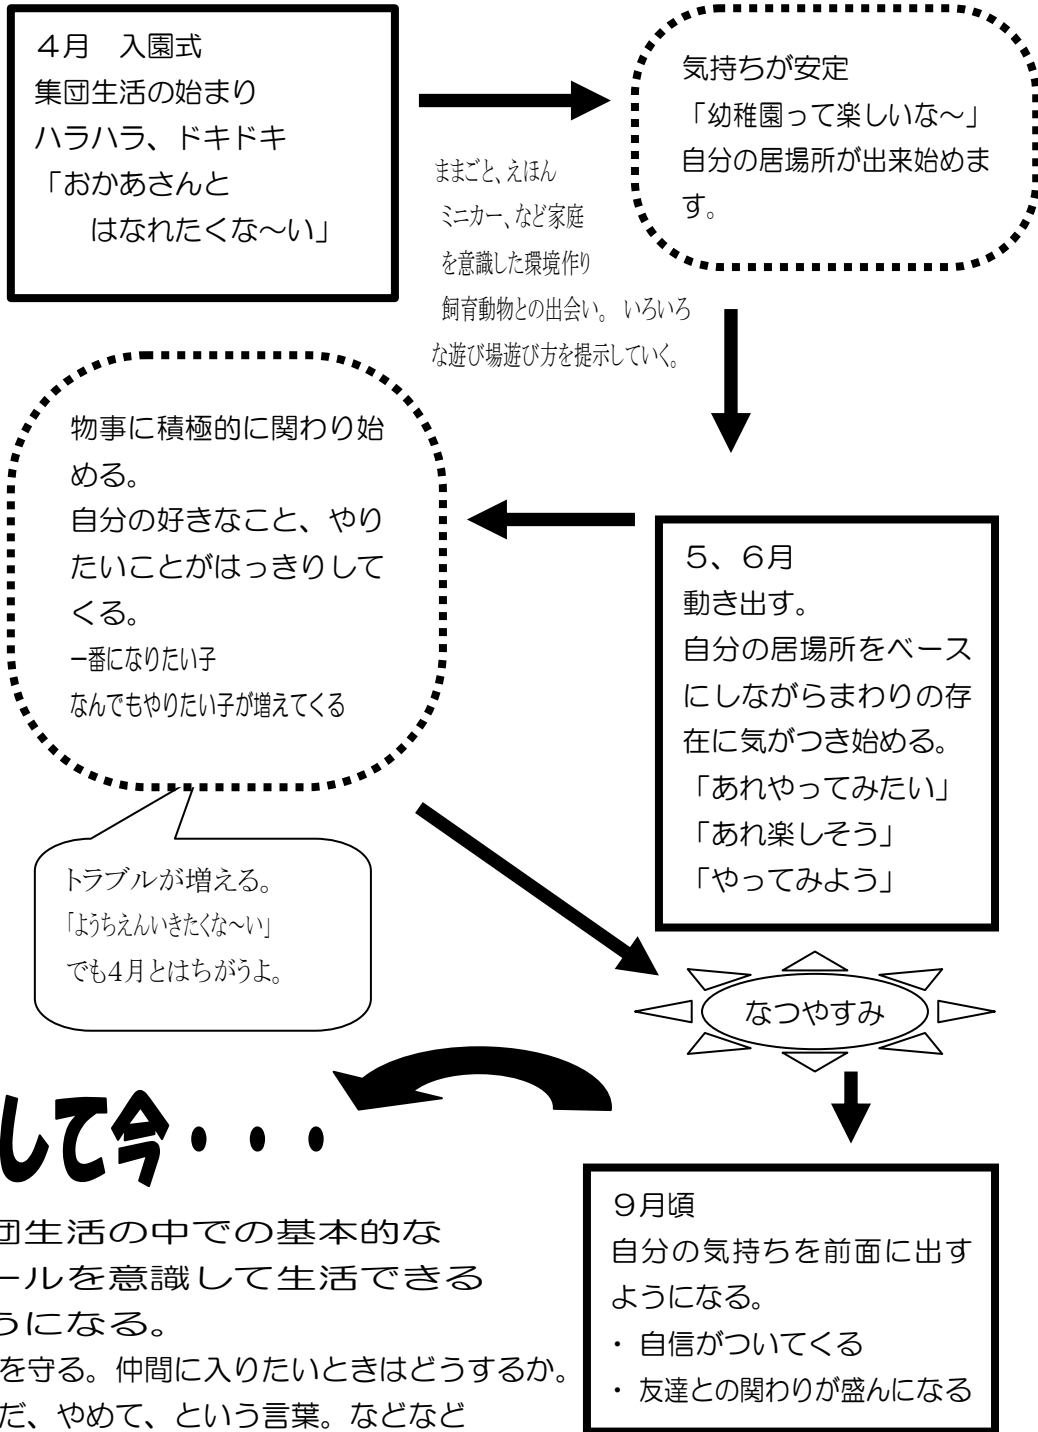 4月　入園式
集団生活の始まり
ハラハラ、ドキドキ
「おかあさんと
はなれたくな～い」
ままごと、えほん
ミニカー、など家庭
を意識した環境作り
飼育動物との出会い。 いろいろ
な遊び場遊び方を提示していく。
気持ちが安定
「幼稚園って楽しいな～」
自分の居場所が出来始めま
す。
5、6月
動き出す。
自分の居場所をベース
にしながらまわりの存
在に気がつき始める。
「あれやってみたい」
「あれ楽しそう」
「やってみよう」
物事に積極的に関わり始
める。
自分の好きなこと、やり
たいことがはっきりして
くる。
一番になりたい子
なんでもやりたい子が増えてくる
トラブルが増える。
「ようちえんいきたくな～い」
でも4月とはちがうよ。
なつやすみ
9月頃
自分の気持ちを前面に出す
ようになる。
・ 自信がついてくる
・ 友達との関わりが盛んになる
して今・・・
団生活の中での基本的な
ールを意識して生活できる
うになる。
を守る。仲間に入りたいときはどうするか。
だ、やめて、という言葉。などなど